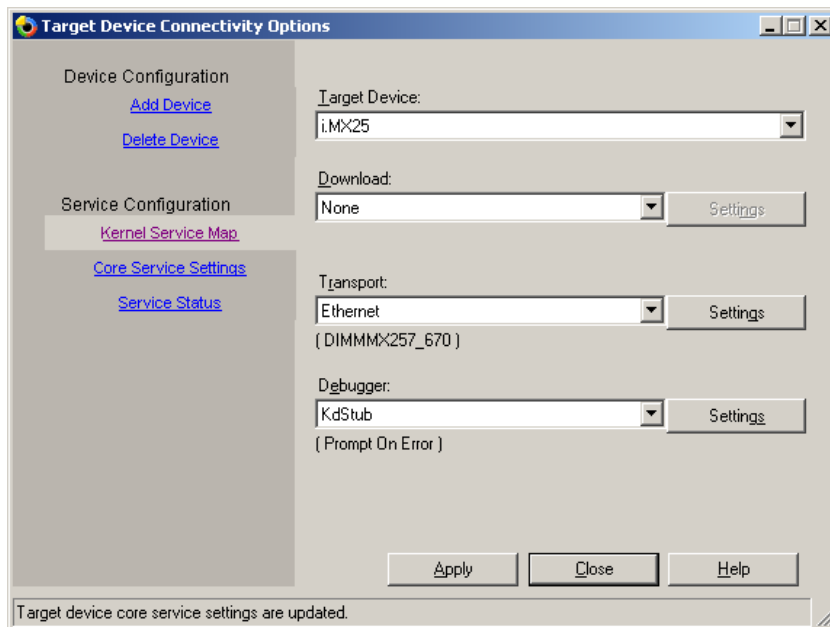 Target Device Connectivity Options
Device Configuration
Add Device
Delete Device
Service Configuration
Kernel Service Map
Core Service Settings
Service Status
Target Device:
i.MX25
Download:
None
Settings
Transport:
Ethernet
Settings
( DIMMMX257_670 )
Debugger:
KdStub
Settings
( Prompt On Error )
Apply
Close
Help
Target device core service settings are updated.